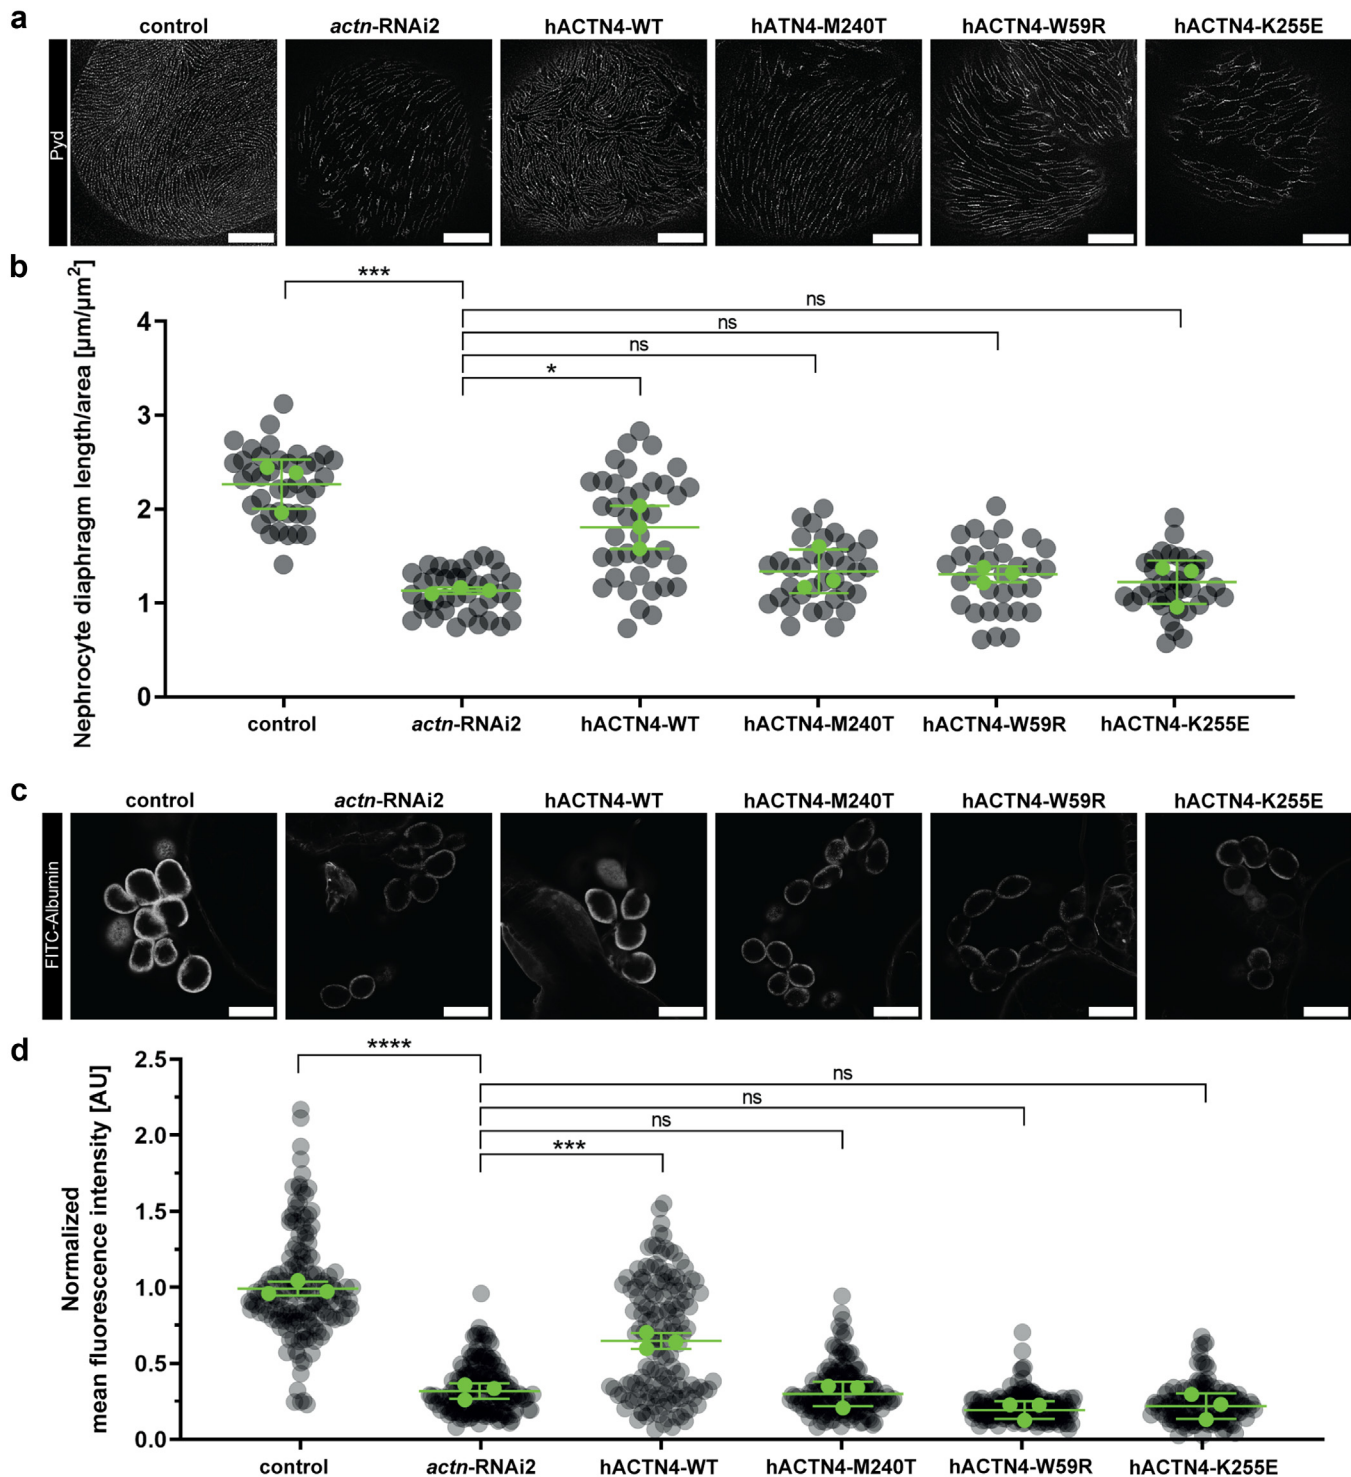 a
control actn-RNAi2 hACTN4-WT hATN4-M240T hACTN4-W59R hACTN4-K255E
Pyd
b
Nephrocyte diaphragm length/area [µm/µm²]
***
ns
ns
ns
*
4
3
2
1
0
control actn-RNAi2 hACTN4-WT hACTN4-M240T hACTN4-W59R hACTN4-K255E
c
control actn-RNAi2 hACTN4-WT hACTN4-M240T hACTN4-W59R hACTN4-K255E
FITC-Albumin
d
Normalized
mean fluorescence intensity [AU]
****
ns
ns
ns
***
2.5
2.0
1.5
1.0
0.5
0.0
control actn-RNAi2 hACTN4-WT hACTN4-M240T hACTN4-W59R hACTN4-K255E